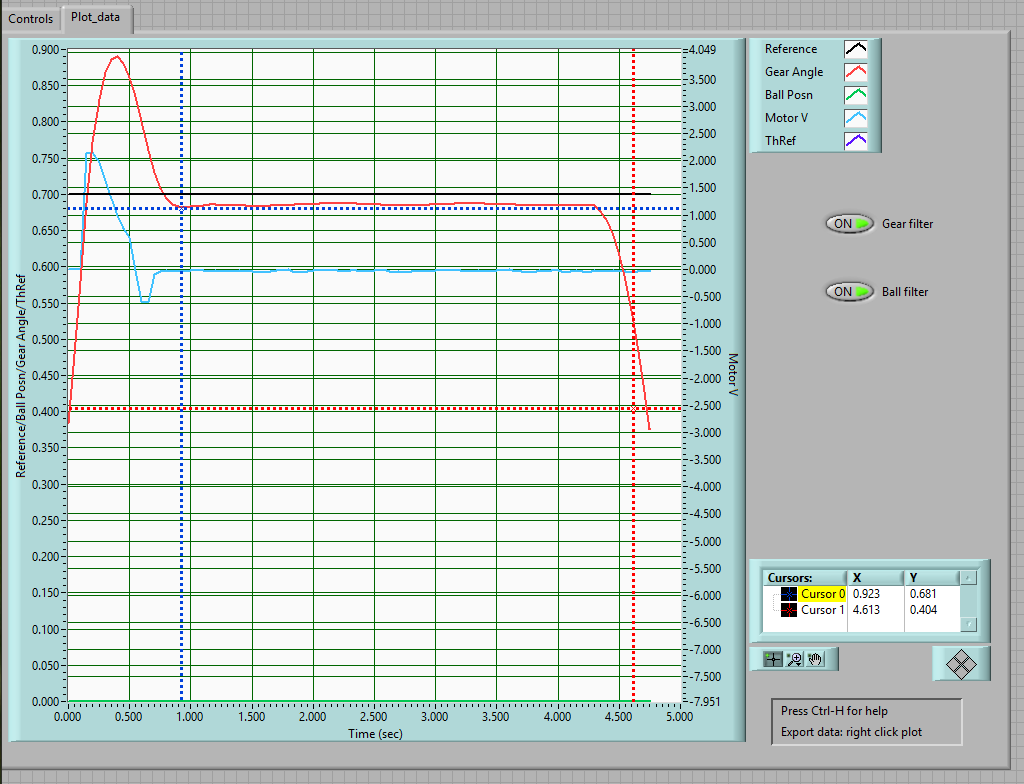 Controls
Plot_data
0.900
0.850
0.800
0.750
0.700
0.650
0.600
0.550
0.500
0.450
0.400
0.350
0.300
0.250
0.200
0.150
0.100
0.050
0.000
Reference/Ball Posn/Gear Angle/ThRef
4.049
3.500
3.000
2.500
2.000
1.500
1.000
0.500
0.000
-0.500
-1.000
-1.500
-2.000
-2.500
-3.000
-3.500
-4.000
-4.500
-5.000
-5.500
-6.000
-6.500
-7.000
-7.500
-7.951
Motor V
0.000 0.500 1.000 1.500 2.000 2.500 3.000 3.500 4.000 4.500 5.000
Time (sec)
Reference
Gear Angle
Ball Posn
Motor V
ThRef
ON Gear filter
ON Ball filter
Cursors: X Y
Cursor 0 0.923 0.681
Cursor 1 4.613 0.404
Press Ctrl-H for help
Export data: right click plot